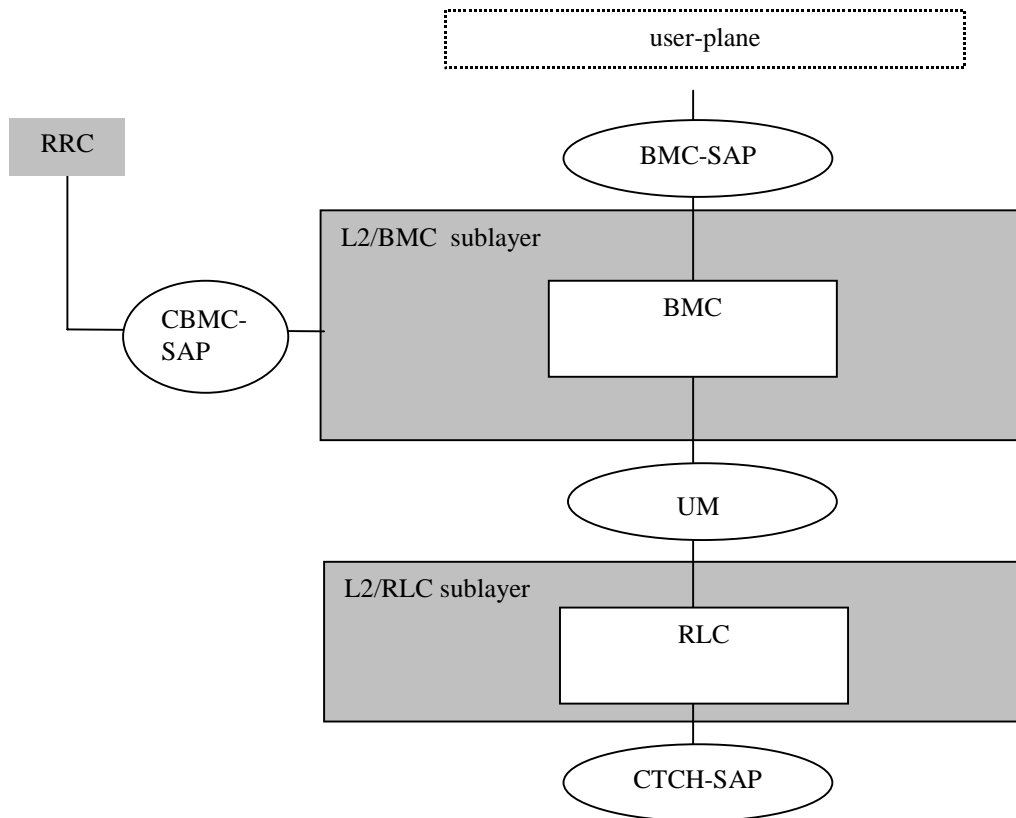 user-plane
RRC
BMC-SAP
L2/BMC  sublayer
BMC
CBMC-
SAP
UM
L2/RLC sublayer
RLC
CTCH-SAP